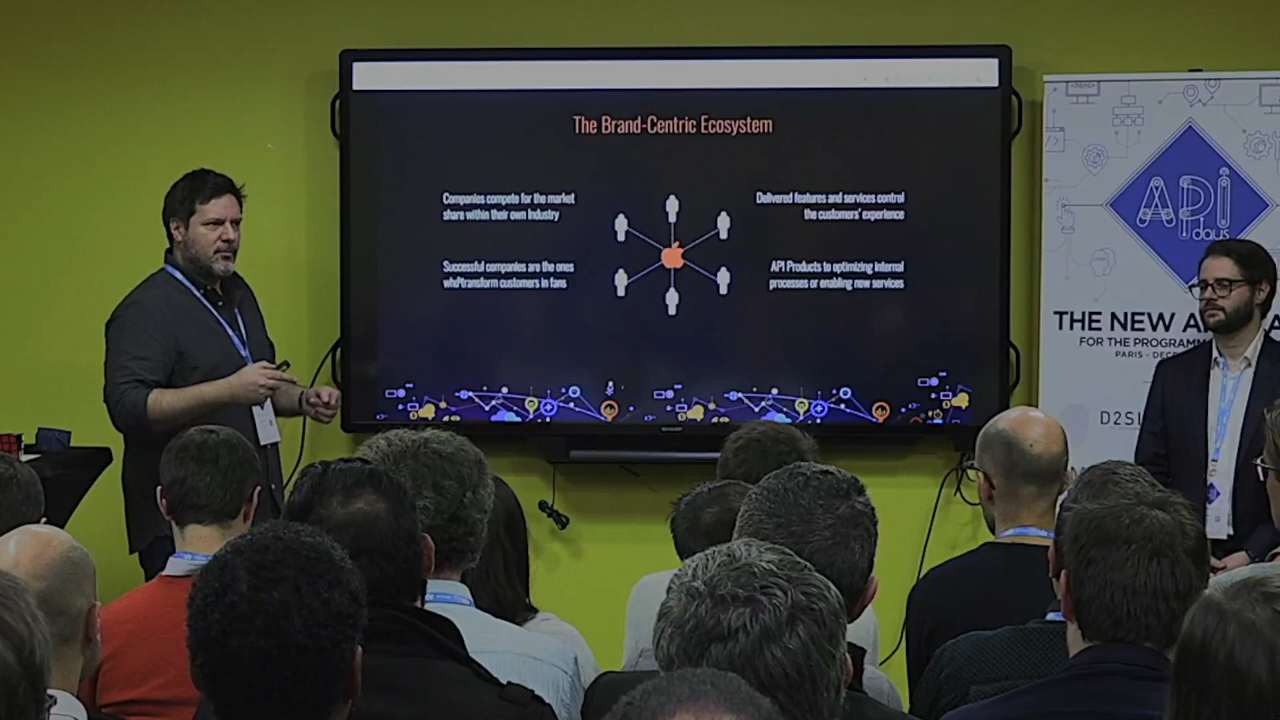 The Brand-Centric Ecosystem
Companies compete for the market
share within their own Industry
Successful companies are the ones
who transform customers in fans
Delivered features and services control
the customers' experience
API Products to optimizing internal
processes or enabling new services
SHARP
API
days
THE NEW
FOR THE PROGRAMM
PARIS - DEC
D2SI